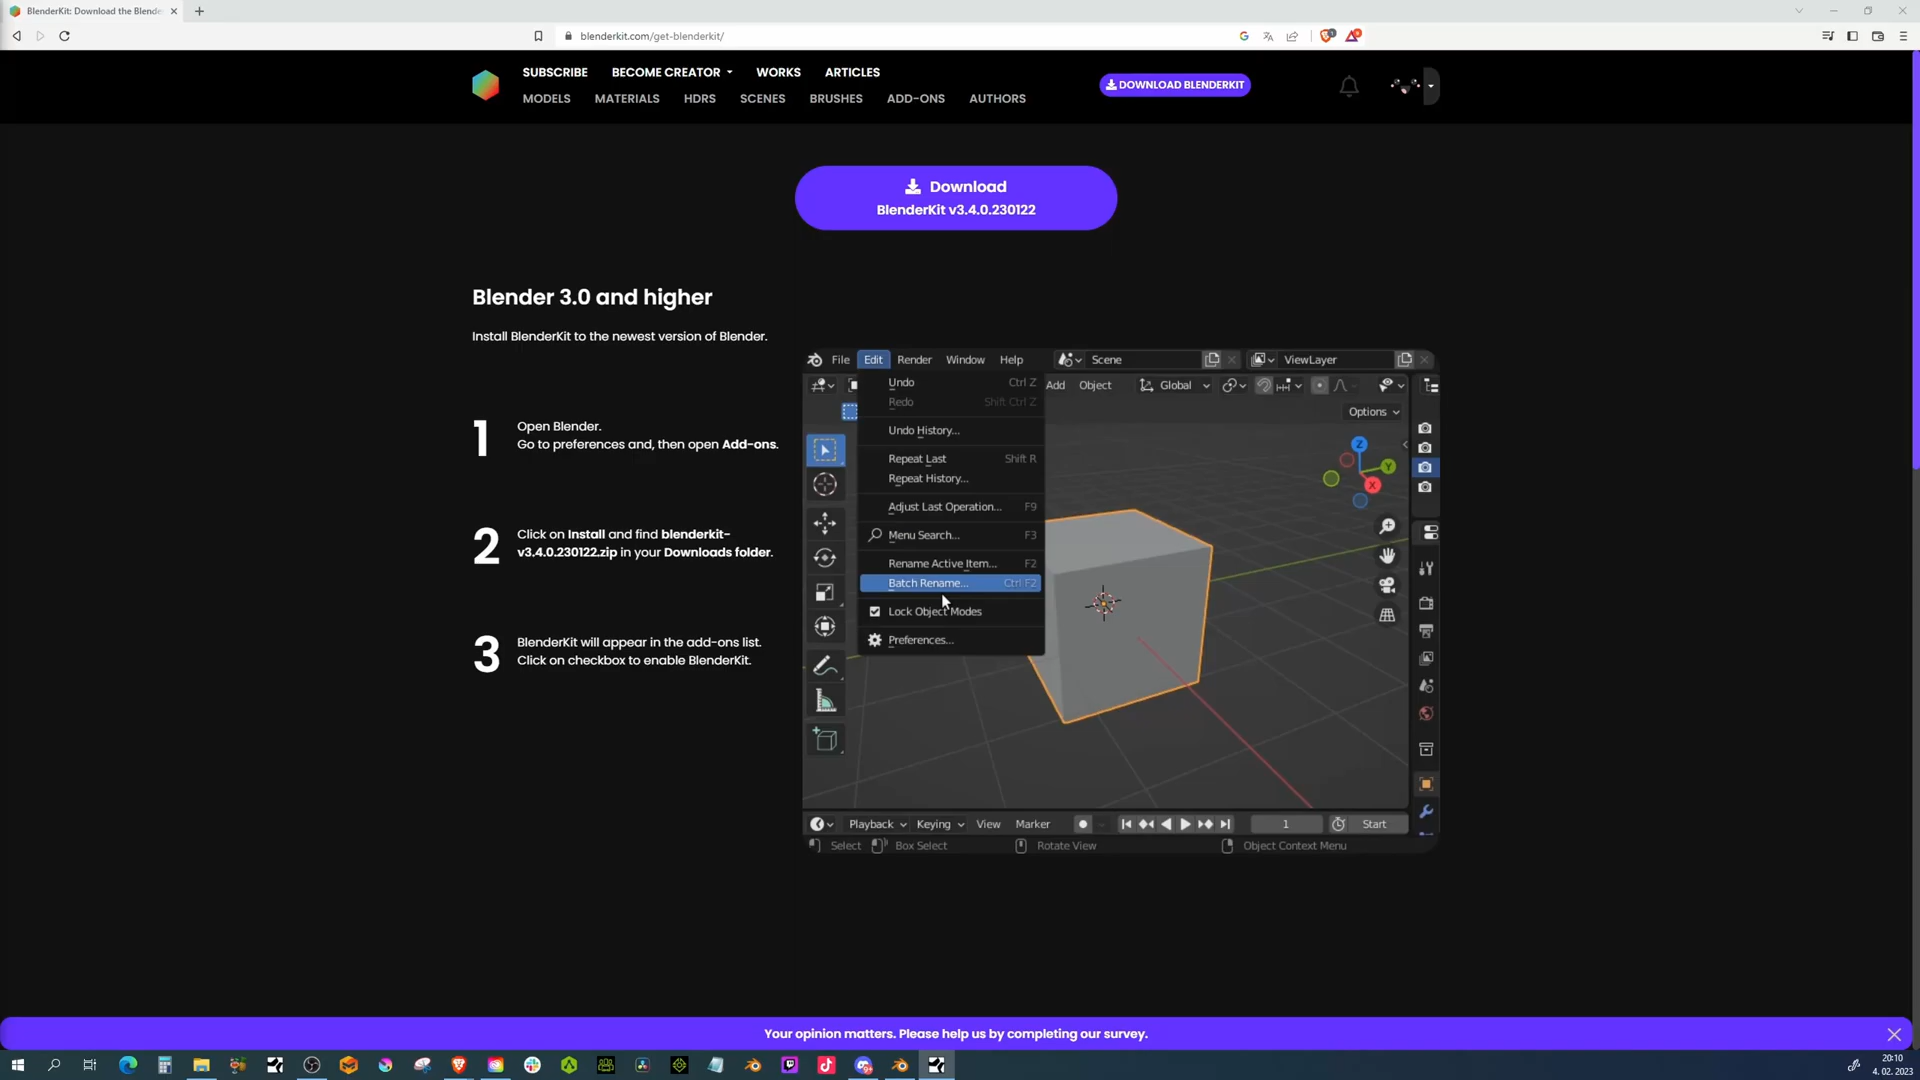 BlenderKit: Download the Blende
blenderkit.com/get-blenderkit/
SUBSCRIBE
BECOME CREATOR
WORKS
ARTICLES
MODELS
MATERIALS
HDRS
SCENES
BRUSHES
ADD-ONS
AUTHORS
DOWNLOAD BLENDERKIT
Download
BlenderKit v3.4.0.230122
Blender 3.0 and higher
Install BlenderKit to the newest version of Blender.
1
Open Blender.
Go to preferences and, then open Add-ons.
2
Click on Install and find blenderkit-
v3.4.0.230122.zip in your Downloads folder.
3
BlenderKit will appear in the add-ons list.
Click on checkbox to enable BlenderKit.
File Edit Render Window Help
Scene
ViewLayer
Add Object
Global
Options
Undo Ctrl Z
Redo Shift Ctrl Z
Undo History...
Repeat Last Shift R
Repeat History...
Adjust Last Operation... F9
Menu Search... F3
Rename Active Item... F2
Batch Rename... Ctrl F2
Lock Object Modes
Preferences...
Z
Y
X
Playback Keying View Marker
1
Start
Select
Box Select
Rotate View
Object Context Menu
Your opinion matters. Please help us by completing our survey.
20:10
4. 02. 2023